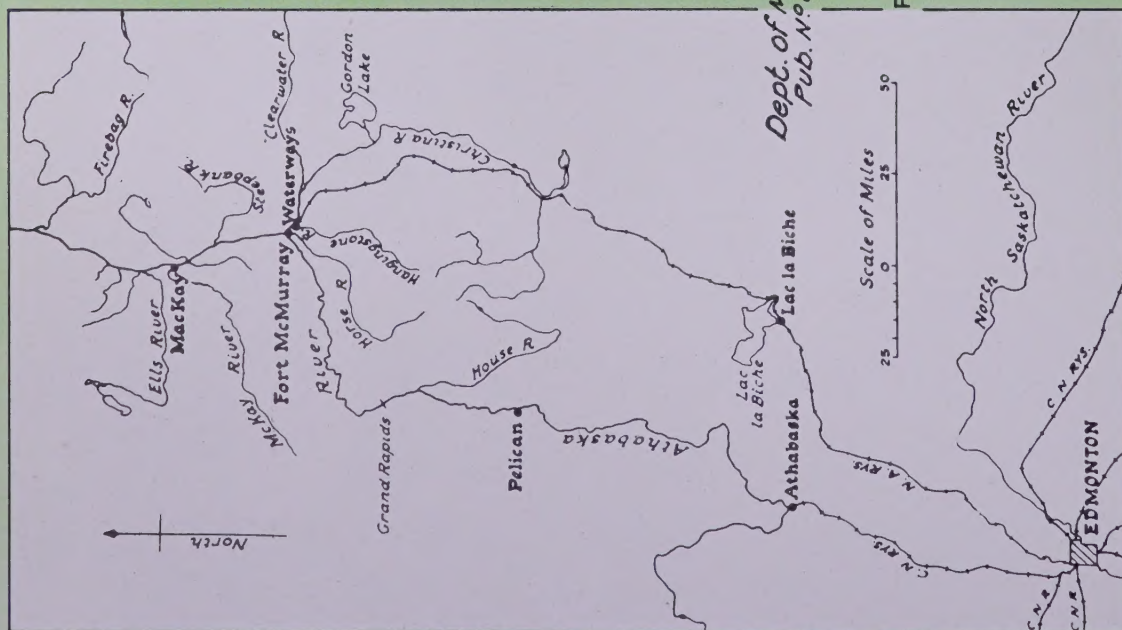 Firebag R.
Steepbank R.
Ells River
MacKay
McKay River
Fort McMurray
Waterways
Clearwater R
Gordon
Lake
Hangingstone R
Horse R
River
Christina R
Grand Rapids
House R
Pelican
Athabaska
North
Dept. of M
Pub. Nº
Lac
la Biche
Lac la Biche
Athabaska
Scale of Miles
25 0 25 50
North Saskatchewan River
N.A. RYS.
C.N. RYS.
C N RYS.
EDMONTON
C N R
C N R